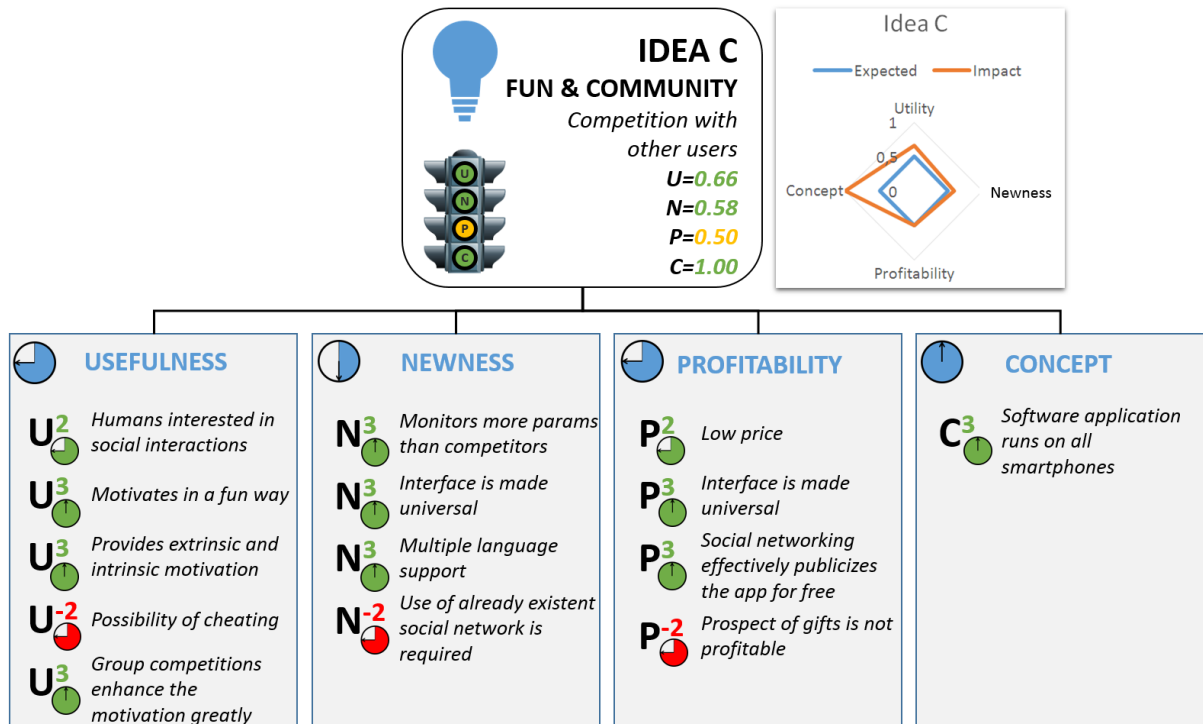 IDEA C
FUN & COMMUNITY
Competition with
other users
U=0.66
N=0.58
P=0.50
C=1.00
U
N
P
C
Idea C
Expected
Impact
Utility
1
0,5
0
Concept
Newness
Profitability
USEFULNESS
U2
Humans interested in
social interactions
U3
Motivates in a fun way
U3
Provides extrinsic and
intrinsic motivation
U-2
Possibility of cheating
U3
Group competitions
enhance the
motivation greatly
NEWNESS
N3
Monitors more params
than competitors
N3
Interface is made
universal
N3
Multiple language
support
N-2
Use of already existent
social network is
required
PROFITABILITY
P2
Low price
P3
Interface is made
universal
P3
Social networking
effectively publicizes
the app for free
P-2
Prospect of gifts is not
profitable
CONCEPT
C3
Software application
runs on all
smartphones